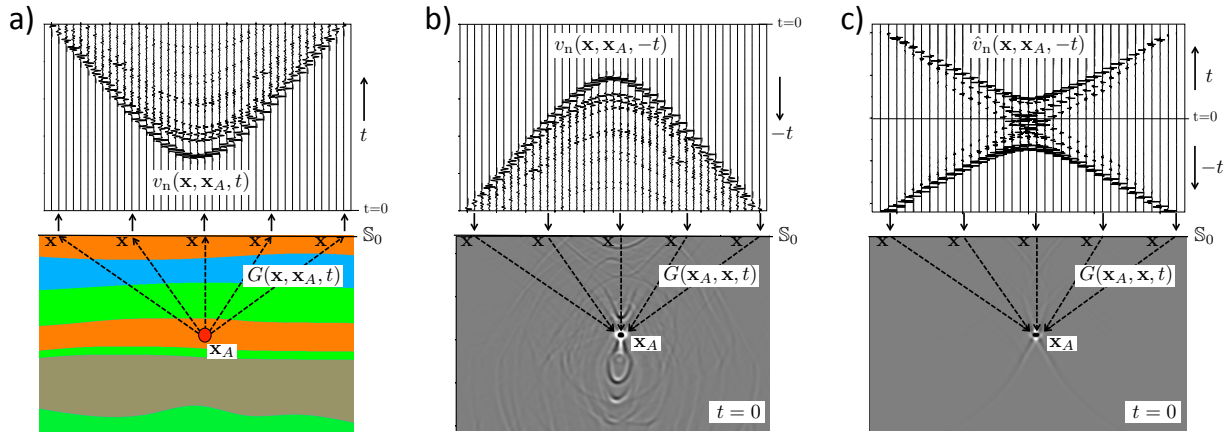 a)
v_n(𝐱, 𝐱_A, t)
t
t=0
𝕊_0
x x x x x
G(𝐱, 𝐱_A, t)
𝐱_A
b)
t=0
v_n(𝐱, 𝐱_A, −t)
−t
𝕊_0
x x x x x
G(𝐱_A, 𝐱, t)
𝐱_A
t = 0
c)
v̂_n(𝐱, 𝐱_A, −t)
t
t=0
−t
𝕊_0
x x x x x
G(𝐱_A, 𝐱, t)
𝐱_A
t = 0